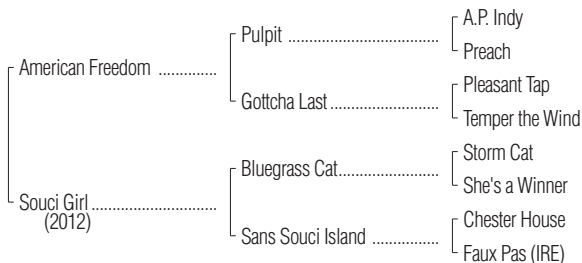 A.P. Indy
Pulpit ..........................................
Preach
American Freedom ..............
Pleasant Tap
Gottcha Last ..............................
Temper the Wind
Storm Cat
Bluegrass Cat...........................
She's a Winner
Souci Girl ...............................
(2012)
Chester House
Sans Souci Island ..................
Faux Pas (IRE)